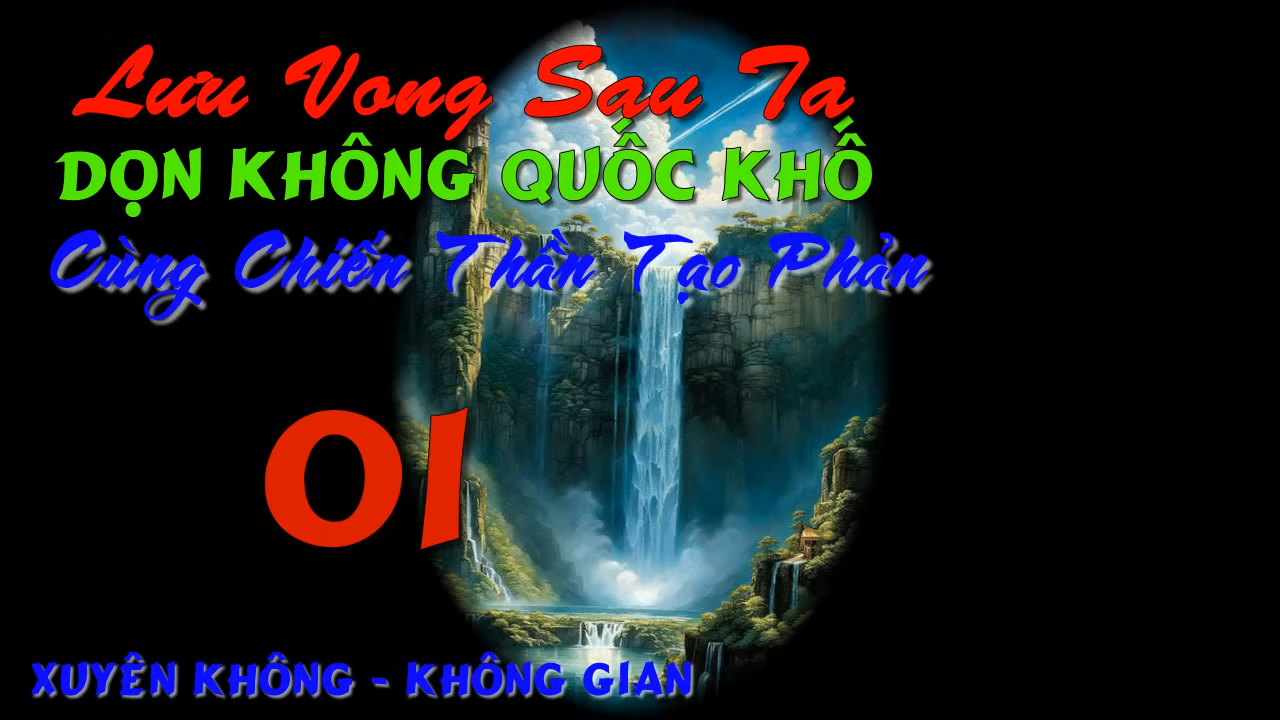 Lưu Vong Sau Ta
DỌN KHÔNG QUỐC KHỐ
Cùng Chiến Thần Tạo Phản
01
XUYÊN KHÔNG - KHÔNG GIAN